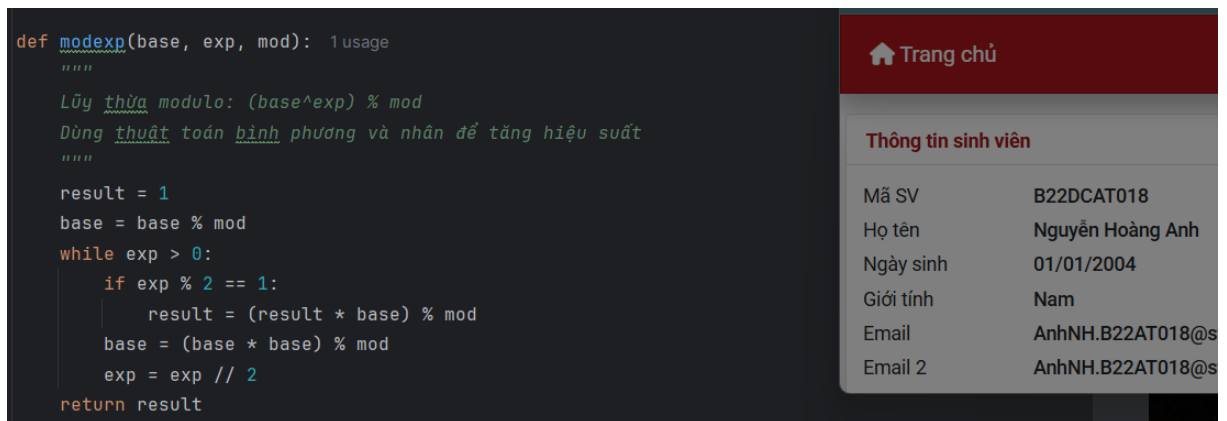 def modexp(base, exp, mod): 1 usage
"""
Lũy thừa modulo: (base^exp) % mod
Dùng thuật toán bình phương và nhân để tăng hiệu suất
"""
result = 1
base = base % mod
while exp > 0:
if exp % 2 == 1:
result = (result * base) % mod
base = (base * base) % mod
exp = exp // 2
return result
Trang chủ
Thông tin sinh viên
Mã SV B22DCAT018
Họ tên Nguyễn Hoàng Anh
Ngày sinh 01/01/2004
Giới tính Nam
Email AnhNH.B22AT018@s
Email 2 AnhNH.B22AT018@s